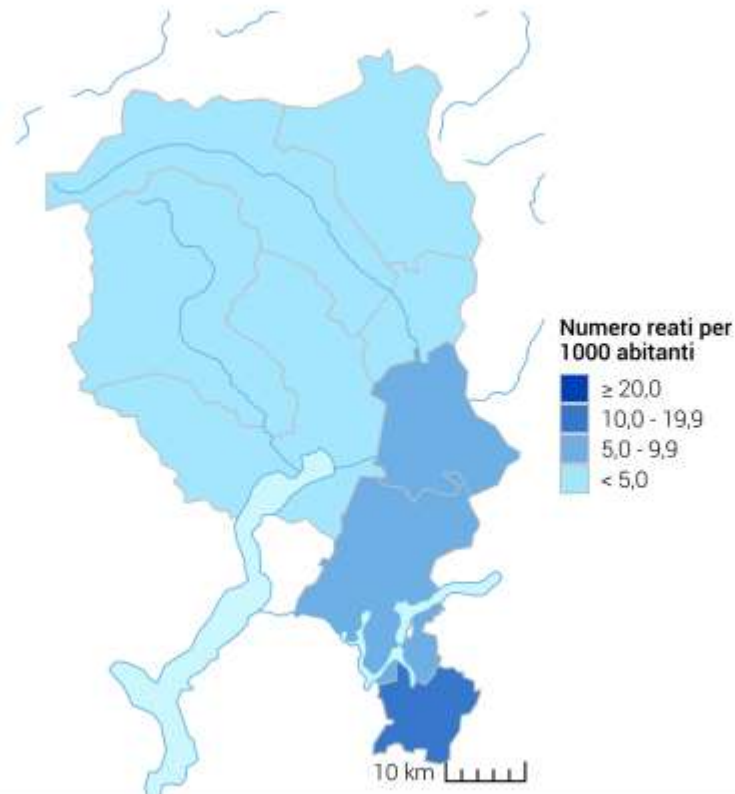 Numero reati per
1000 abitanti
≥ 20,0
10,0 - 19,9
5,0 - 9,9
< 5,0
10 km